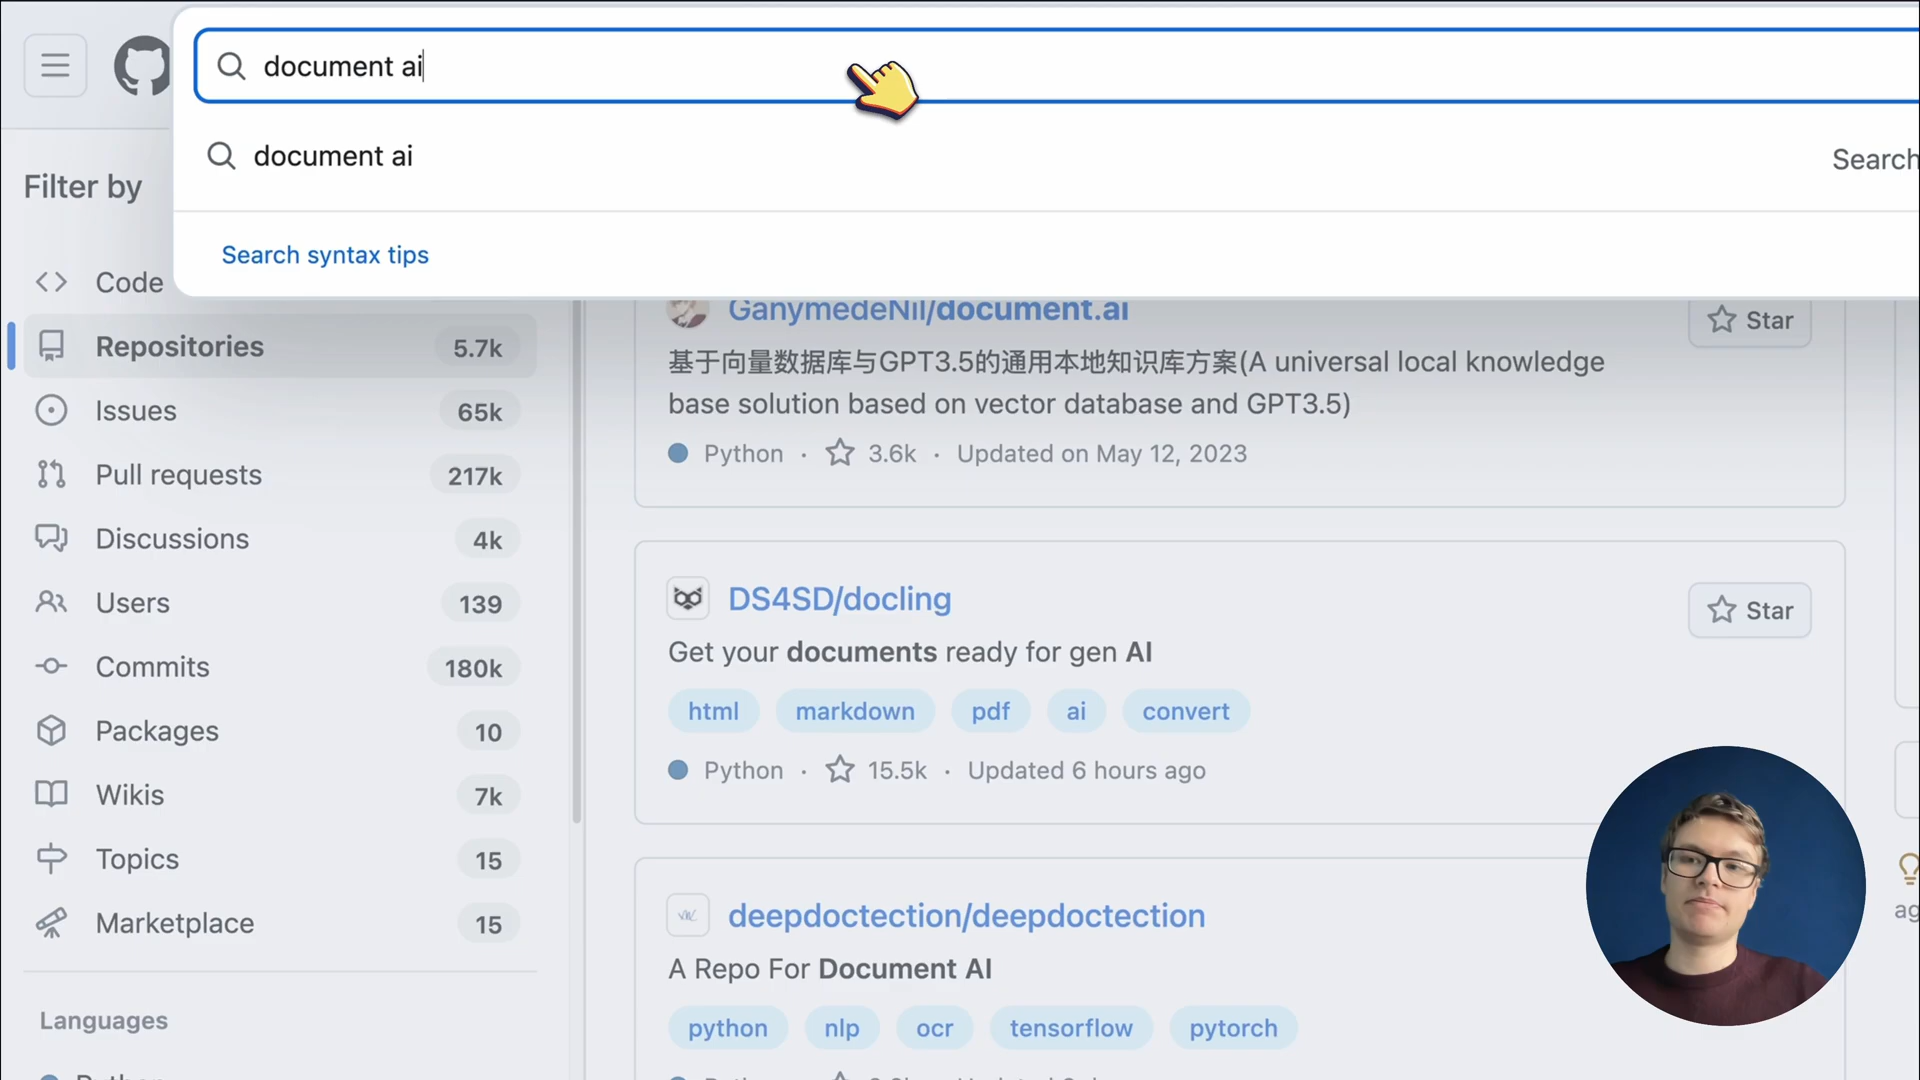 document ai
document ai
Search
Search syntax tips
Filter by
Code
Repositories 5.7k
Issues 65k
Pull requests 217k
Discussions 4k
Users 139
Commits 180k
Packages 10
Wikis 7k
Topics 15
Marketplace 15
Languages
GanymedeNil/document.ai
Star
基于向量数据库与GPT3.5的通用本地知识库方案(A universal local knowledge
base solution based on vector database and GPT3.5)
Python · 3.6k · Updated on May 12, 2023
DS4SD/docling
Star
Get your documents ready for gen AI
html markdown pdf ai convert
Python · 15.5k · Updated 6 hours ago
deepdoctection/deepdoctection
A Repo For Document AI
python nlp ocr tensorflow pytorch